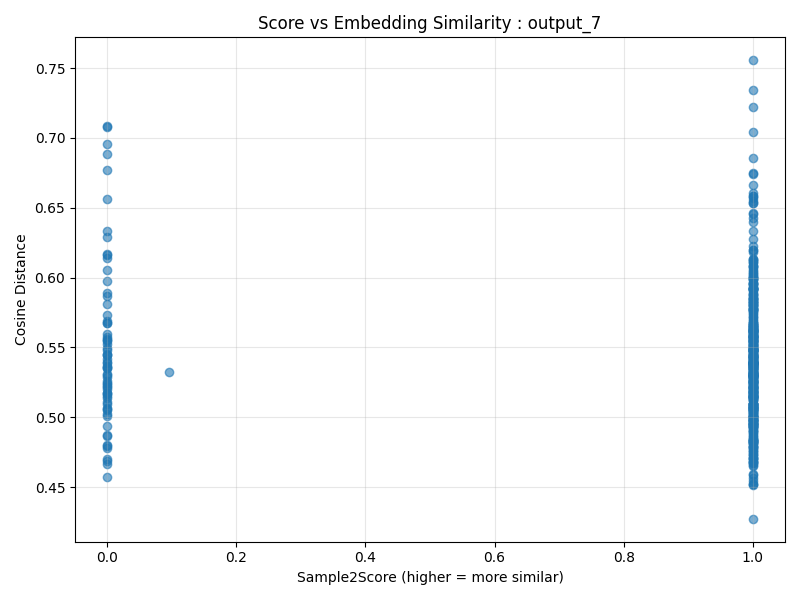 Score vs Embedding Similarity : output_7
0.75
0.70
0.65
0.60
0.55
0.50
0.45
Cosine Distance
0.0 0.2 0.4 0.6 0.8 1.0
Sample2Score (higher = more similar)